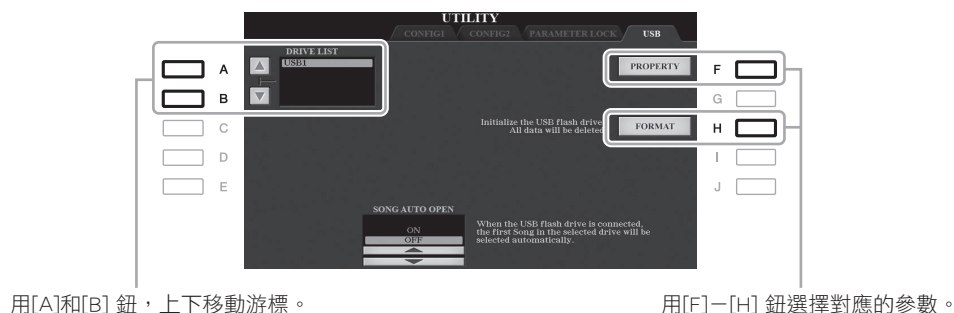 UTILITY
CONFIG1 CONFIG2 PARAMETER LOCK USB
DRIVE LIST
USB1
A
B
C
D
E
PROPERTY
F
G
Initialize the USB flash drive
All data will be deleted
FORMAT
H
I
J
SONG AUTO OPEN
ON
OFF
When the USB flash drive is connected,
the first Song in the selected drive will be
selected automatically.
用[A]和[B] 鈕，上下移動游標。
用[F]－[H] 鈕選擇對應的參數。